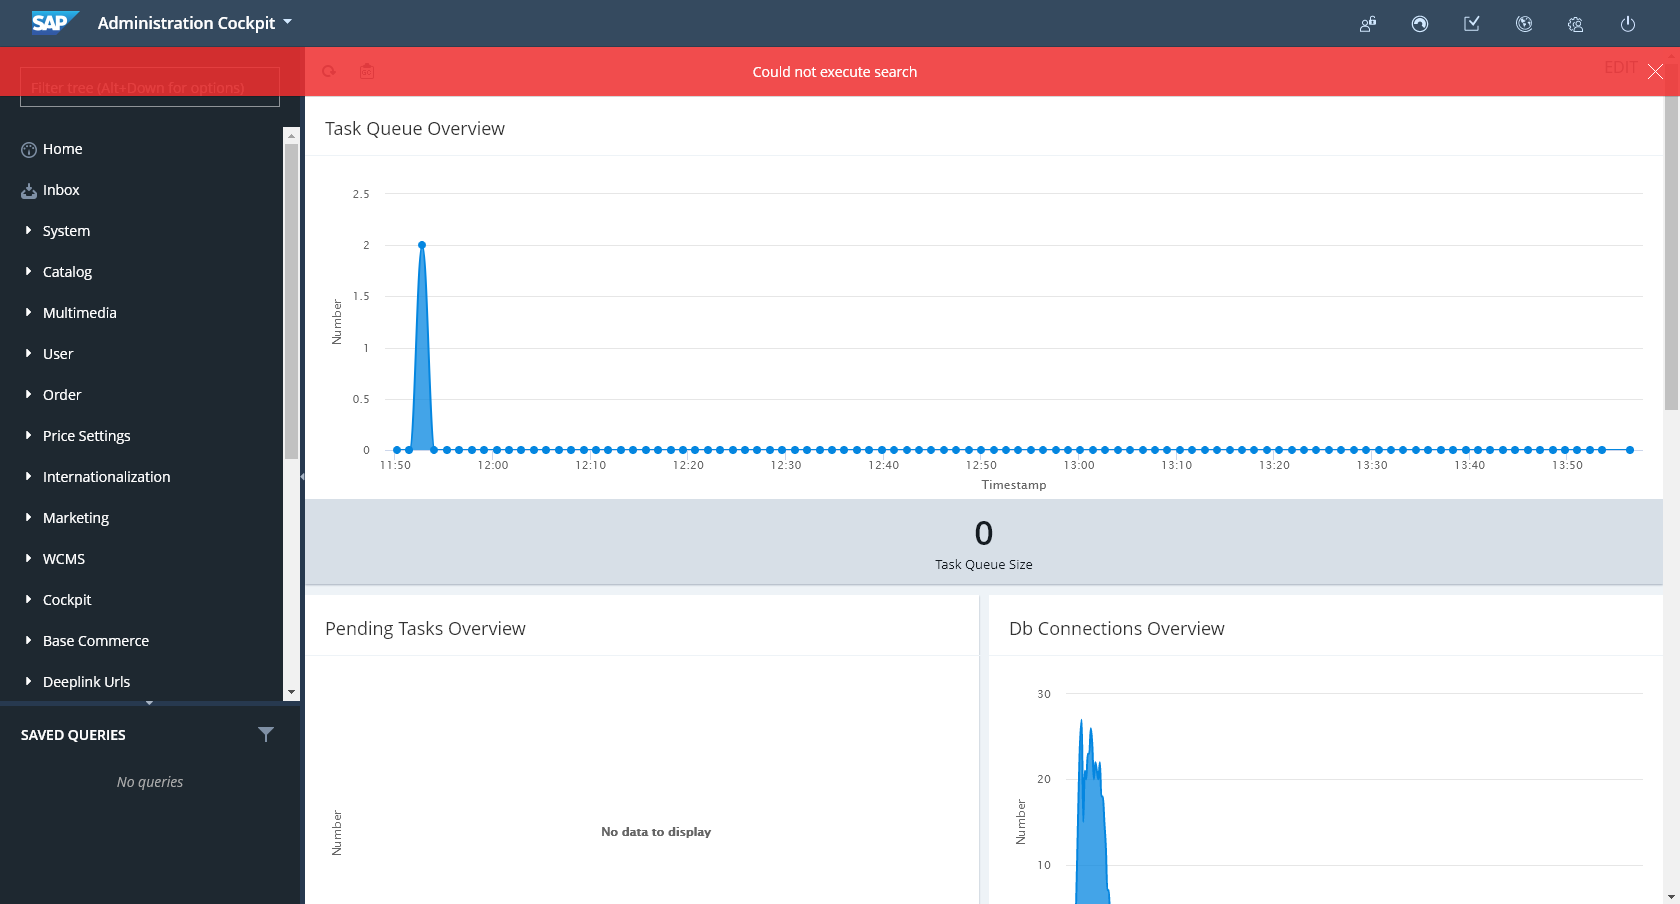 SAP Administration Cockpit
Could not execute search
EDIT
Filter tree (Alt+Down for options)
Home
Inbox
System
Catalog
Multimedia
User
Order
Price Settings
Internationalization
Marketing
WCMS
Cockpit
Base Commerce
Deeplink Urls
SAVED QUERIES
No queries
Task Queue Overview
Number
2.5
2
1.5
1
0.5
0
11:50 12:00 12:10 12:20 12:30 12:40 12:50 13:00 13:10 13:20 13:30 13:40 13:50
Timestamp
0
Task Queue Size
Pending Tasks Overview
Number
No data to display
Db Connections Overview
Number
30
20
10